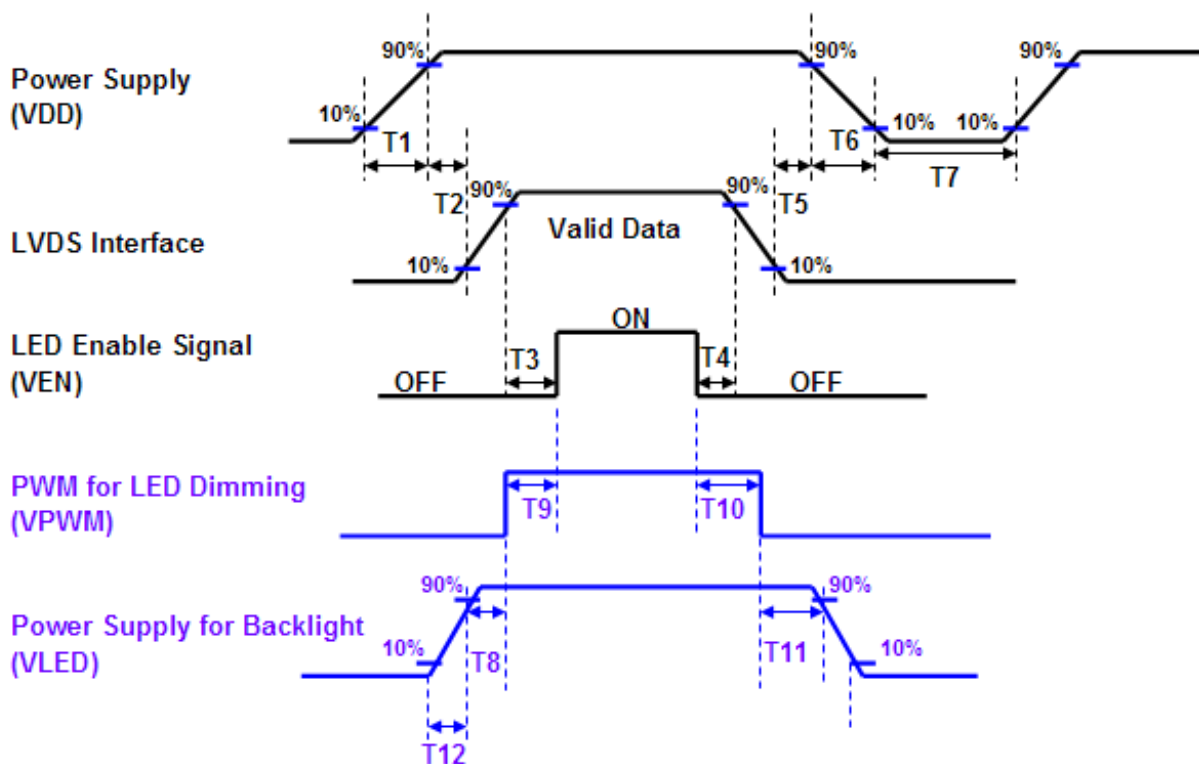 90%
90%
90%
Power Supply
(VDD)
10%
10%
10%
T1
T6
T7
T2
90%
90%
T5
Valid Data
LVDS Interface
10%
10%
ON
LED Enable Signal
(VEN)
T3
T4
OFF
OFF
PWM for LED Dimming
(VPWM)
T9
T10
90%
90%
Power Supply for Backlight
(VLED)
10%
10%
T8
T11
T12